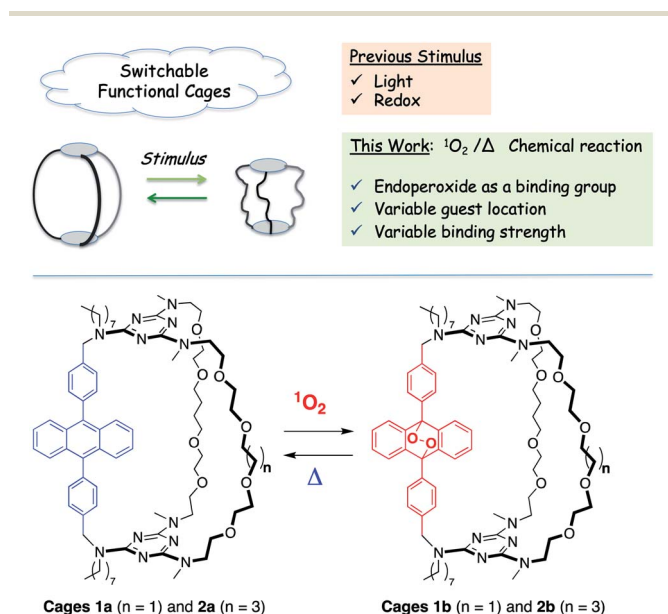 Switchable
Functional Cages
Previous Stimulus
✓ Light
✓ Redox
Stimulus
This Work: ¹O₂ /Δ Chemical reaction
✓ Endoperoxide as a binding group
✓ Variable guest location
✓ Variable binding strength
¹O₂
Δ
Cages 1a (n = 1) and 2a (n = 3)
Cages 1b (n = 1) and 2b (n = 3)